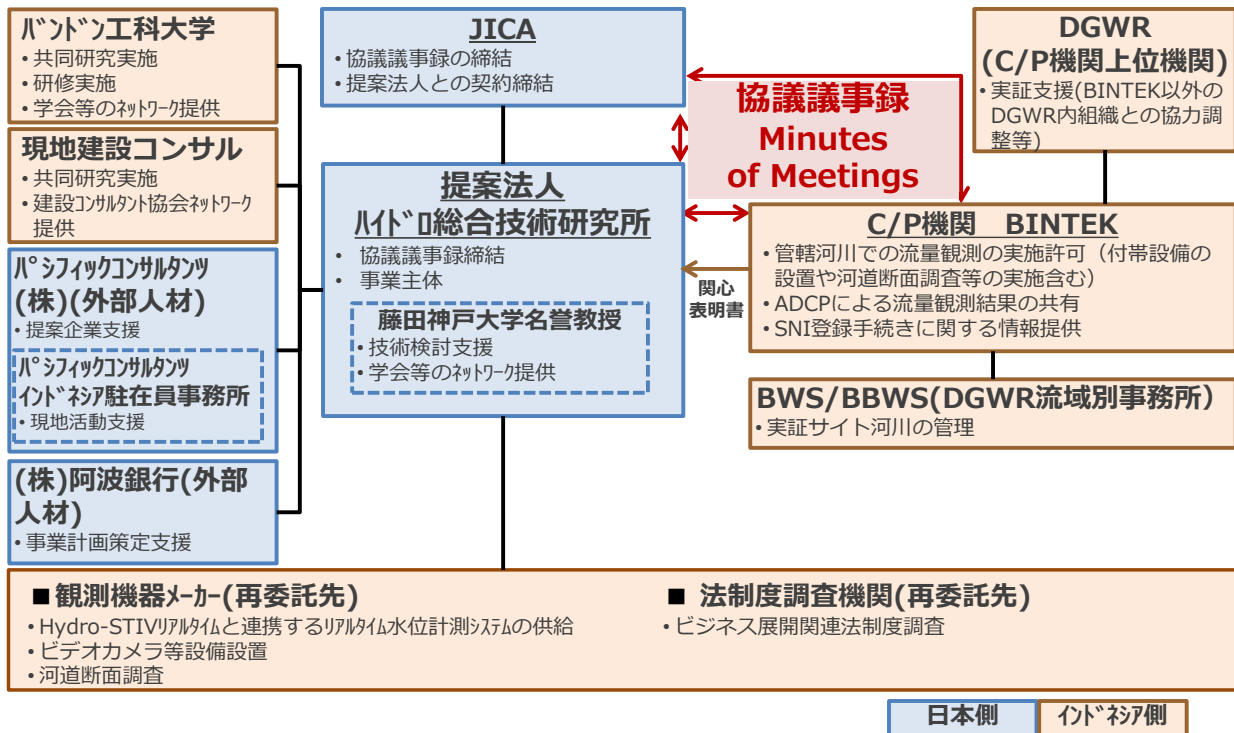 ﾊﾞﾝﾄﾞﾝ工科大学
• 共同研究実施
• 研修実施
• 学会等のﾈｯﾄﾜｰｸ提供
現地建設コンサル
• 共同研究実施
• 建設ｺﾝｻﾙﾀﾝﾄ協会ﾈｯﾄﾜｰｸ
提供
ﾊﾟｼﾌｨｯｸｺﾝｻﾙﾀﾝﾂ
(株)(外部人材)
• 提案企業支援
ﾊﾟｼﾌｨｯｸｺﾝｻﾙﾀﾝﾂ
ｲﾝﾄﾞﾈｼｱ駐在員事務所
• 現地活動支援
(株)阿波銀行(外部
人材)
• 事業計画策定支援
JICA
• 協議議事録の締結
• 提案法人との契約締結
協議議事録
Minutes
of Meetings
提案法人
ﾊｲﾄﾞﾛ総合技術研究所
• 協議議事録締結
• 事業主体
藤田神戸大学名誉教授
• 技術検討支援
• 学会等のﾈｯﾄﾜｰｸ提供
関心
表明書
DGWR
(C/P機関上位機関)
• 実証支援(BINTEK以外の
DGWR内組織との協力調
整等)
C/P機関 BINTEK
• 管轄河川での流量観測の実施許可（付帯設備の
設置や河道断面調査等の実施含む）
• ADCPによる流量観測結果の共有
• SNI登録手続きに関する情報提供
BWS/BBWS(DGWR流域別事務所）
• 実証サイト河川の管理
■観測機器ﾒｰｶｰ(再委託先)
• Hydro-STIVﾘｱﾙﾀｲﾑと連携するﾘｱﾙﾀｲﾑ水位計測ｼｽﾃﾑの供給
• ビデオカメラ等設備設置
• 河道断面調査
■ 法制度調査機関(再委託先)
• ビジネス展開関連法制度調査
日本側
ｲﾝﾄﾞﾈｼｱ側